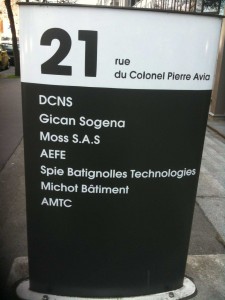 21 rue
du Colonel Pierre Avia
DCNS
Gican Sogena
Moss S.A.S
AEFE
Spie Batignolles Technologies
Michot Bâtiment
AMTC